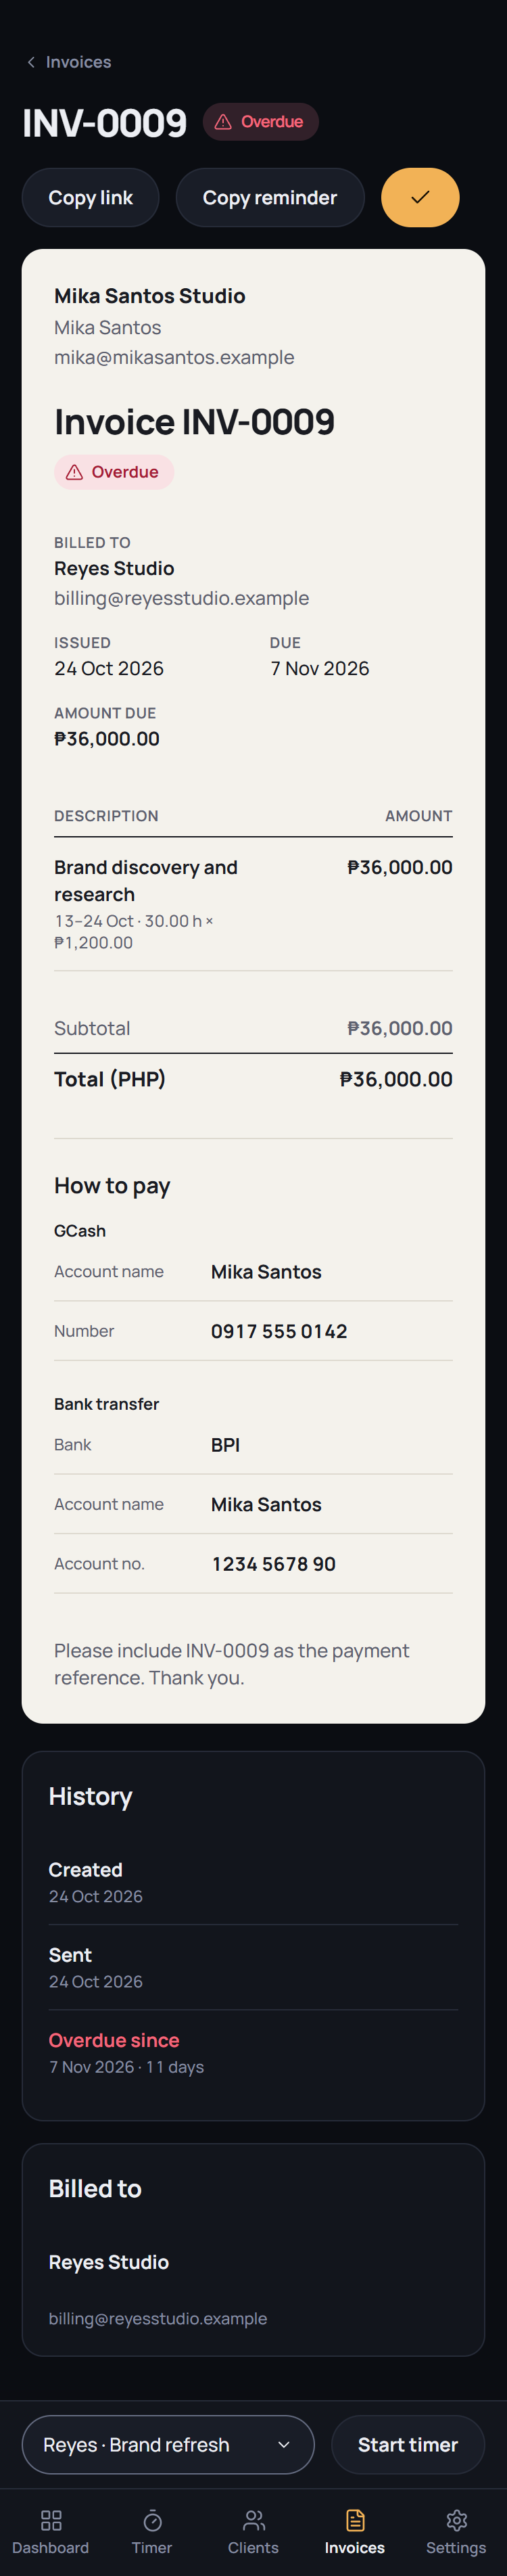 Invoices
INV-0009
Overdue
Copy link
Copy reminder
Mika Santos Studio
Mika Santos
mika@mikasantos.example
Invoice INV-0009
Overdue
BILLED TO
Reyes Studio
billing@reyesstudio.example
ISSUED DUE
24 Oct 2026 7 Nov 2026
AMOUNT DUE
₱36,000.00
DESCRIPTION AMOUNT
Brand discovery and ₱36,000.00
research
13–24 Oct · 30.00 h ×
₱1,200.00
Subtotal ₱36,000.00
Total (PHP) ₱36,000.00
How to pay
GCash
Account name Mika Santos
Number 0917 555 0142
Bank transfer
Bank BPI
Account name Mika Santos
Account no. 1234 5678 90
Please include INV-0009 as the payment
reference. Thank you.
History
Created
24 Oct 2026
Sent
24 Oct 2026
Overdue since
7 Nov 2026 · 11 days
Billed to
Reyes Studio
billing@reyesstudio.example
Reyes · Brand refresh
Start timer
Dashboard Timer Clients Invoices Settings